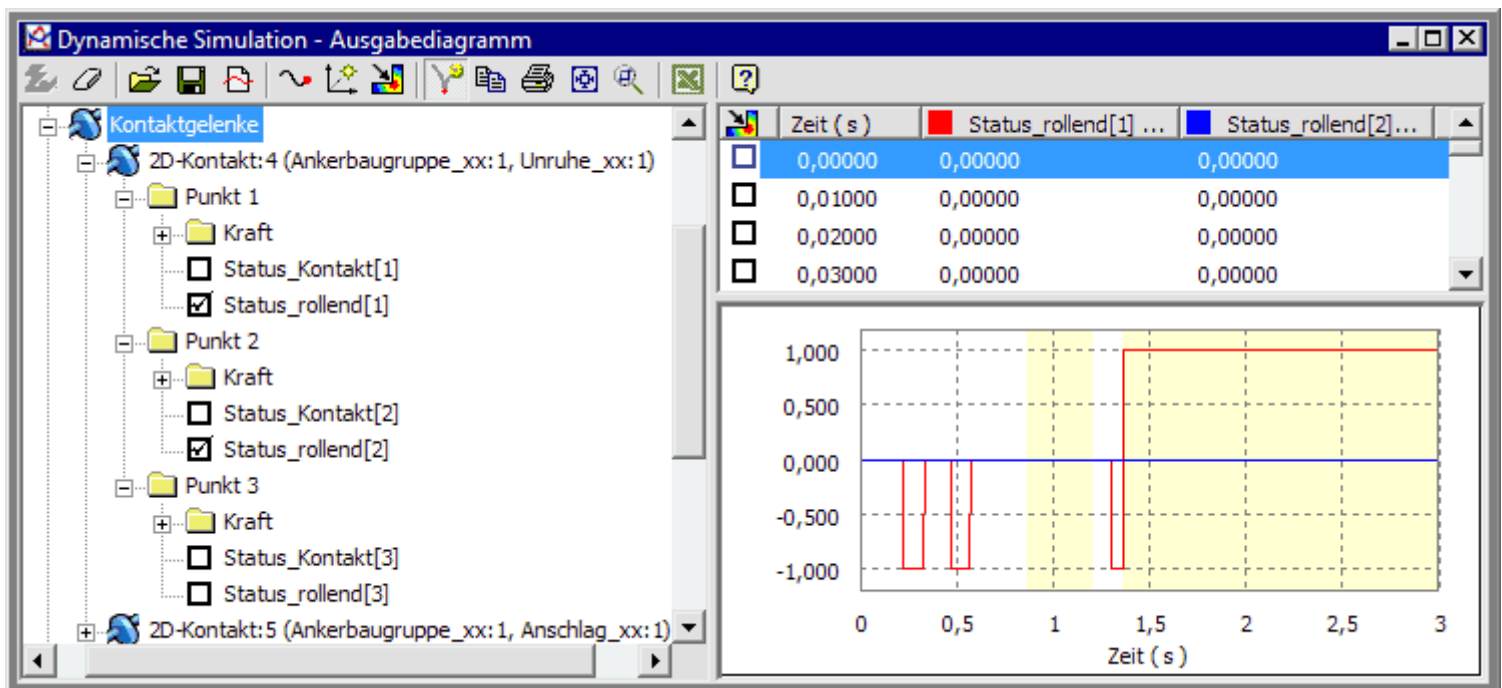 Dynamische Simulation - Ausgabediagramm
Kontaktgelenke
2D-Kontakt:4 (Ankerbaugruppe_xx:1, Unruhe_xx:1)
Punkt 1
Kraft
Status_Kontakt[1]
Status_rollend[1]
Punkt 2
Kraft
Status_Kontakt[2]
Status_rollend[2]
Punkt 3
Kraft
Status_Kontakt[3]
Status_rollend[3]
2D-Kontakt:5 (Ankerbaugruppe_xx:1, Anschlag_xx:1)
Zeit ( s ) Status_rollend[1] ... Status_rollend[2]...
0,00000 0,00000 0,00000
0,01000 0,00000 0,00000
0,02000 0,00000 0,00000
0,03000 0,00000 0,00000
1,000
0,500
0,000
-0,500
-1,000
0 0,5 1 1,5 2 2,5 3
Zeit ( s )